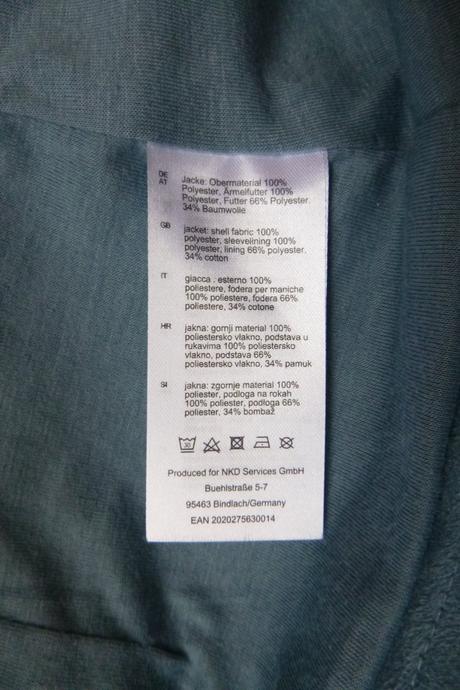 DE
AT
Jacke: Obermaterial 100%
Polyester, Ärmelfutter 100%
Polyester, Futter 66% Polyester.
34% Baumwolle
GB
jacket: shell fabric 100%
polyester, sleevelining 100%
polyester, lining 66% polyester.
34% cotton
IT
giacca . esterno 100%
poliestere, fodera per maniche
100% poliestere, fodera 66%
poliestere, 34% cotone
HR
jakna: gornji material 100%
poliestersko vlakno, podstava u
rukavima 100% poliestersko
vlakno, podstava 66%
poliestersko vlakno, 34% pamuk
SI
jakna: zgornje material 100%
poliester, podloga na rokah
100% poliester, podloga 66%
poliester, 34% bombaž
30
Produced for NKD Services GmbH
Buehlstraße 5-7
95463 Bindlach/Germany
EAN 2020275630014